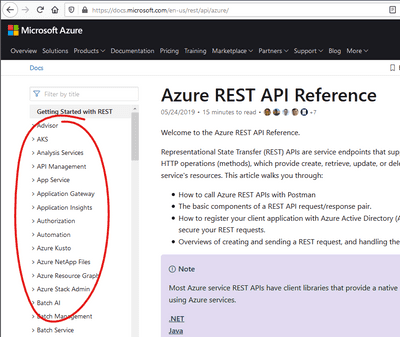 https://docs.microsoft.com/en-us/rest/api/azure/
Microsoft Azure
Overview Solutions Products Documentation Pricing Training Marketplace Partners Support Blog More
Docs
Filter by title
Getting Started with REST
Advisor
AKS
Analysis Services
API Management
App Service
Application Gateway
Application Insights
Authorization
Automation
Azure Kusto
Azure NetApp Files
Azure Resource Graph
Azure Stack Admin
Batch AI
Batch Management
Batch Service
Azure REST API Reference
05/24/2019 • 15 minutes to read • +7
Welcome to the Azure REST API Reference.
Representational State Transfer (REST) APIs are service endpoints that sup
HTTP operations (methods), which provide create, retrieve, update, or dele
service's resources. This article walks you through:
• How to call Azure REST APIs with Postman
• The basic components of a REST API request/response pair.
• How to register your client application with Azure Active Directory (A
secure your REST requests.
• Overviews of creating and sending a REST request, and handling the
Note
Most Azure service REST APIs have client libraries that provide a native
using Azure services.
.NET
Java